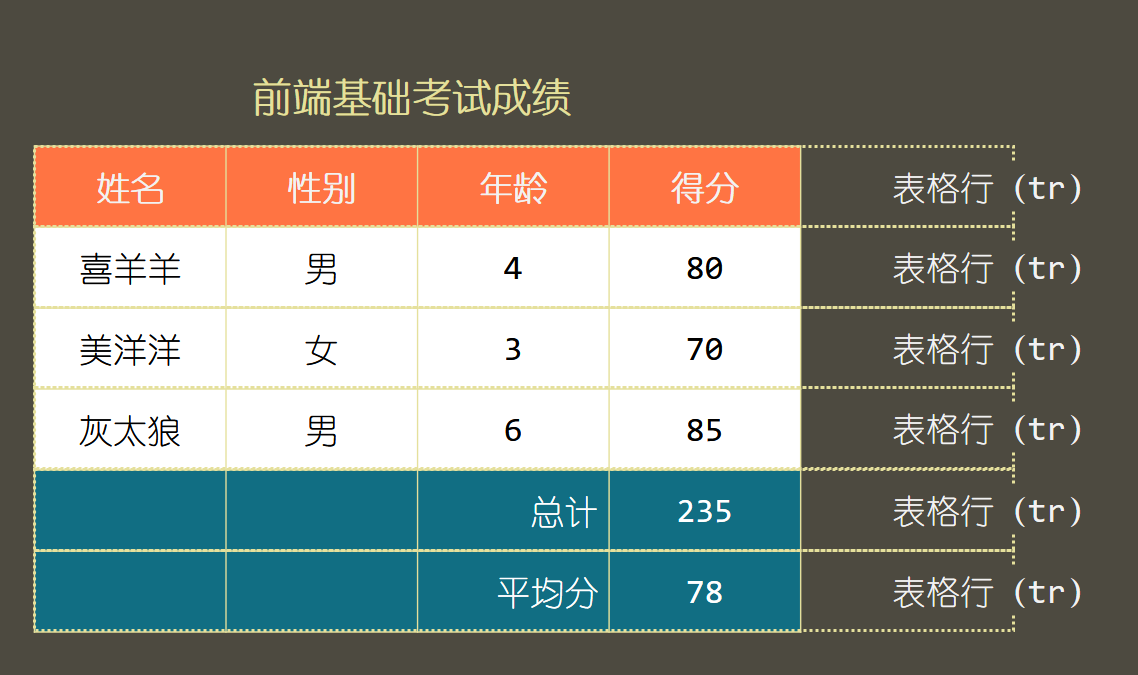 前端基础考试成绩
姓名 性别 年龄 得分 表格行 (tr)
喜羊羊 男 4 80 表格行 (tr)
美洋洋 女 3 70 表格行 (tr)
灰太狼 男 6 85 表格行 (tr)
总计 235 表格行 (tr)
平均分 78 表格行 (tr)